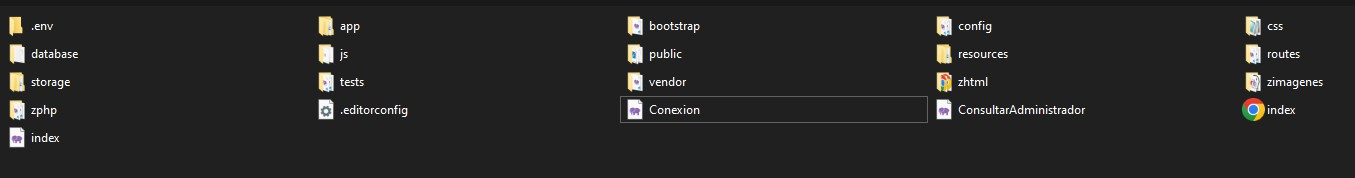 .env app bootstrap config css
database js public resources routes
storage tests vendor zhtml zimagenes
zphp .editorconfig Conexion ConsultarAdministrador index
index